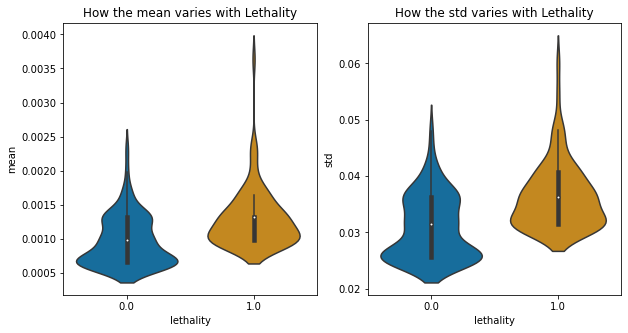 How the mean varies with Lethality
How the std varies with Lethality
0.0040
0.0035
0.0030
0.0025
0.0020
0.0015
0.0010
0.0005
mean
0.0
1.0
lethality
0.06
0.05
0.04
0.03
0.02
std
0.0
1.0
lethality